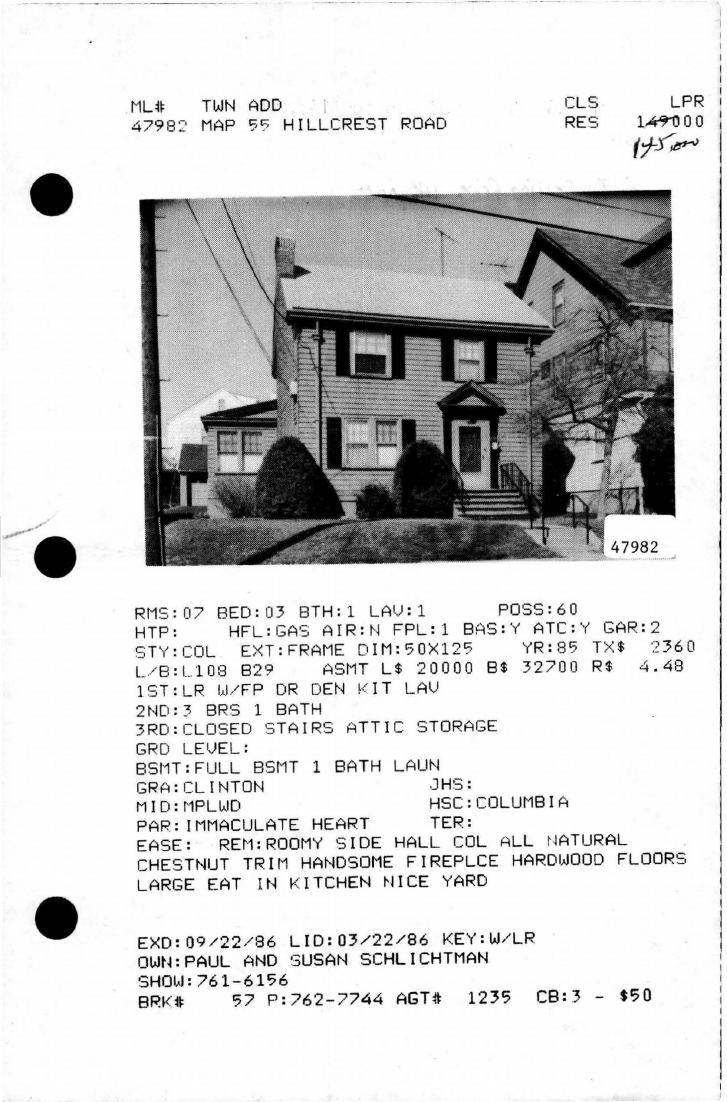 ML# TWN ADD CLS LPR
47982 MAP 55 HILLCREST ROAD RES 149000
145,000
47982
RMS:07 BED:03 BTH:1 LAV:1 POSS:60
HTP: HFL:GAS AIR:N FPL:1 BAS:Y ATC:Y GAR:2
STY:COL EXT:FRAME DIM:50X125 YR:85 TX$ 2360
L/B:L108 B29 ASMT L$ 20000 B$ 32700 R$ 4.48
1ST:LR W/FP DR DEN KIT LAV
2ND:3 BRS 1 BATH
3RD:CLOSED STAIRS ATTIC STORAGE
GRD LEVEL:
BSMT:FULL BSMT 1 BATH LAUN
GRA:CLINTON JHS:
MID:MPLWD HSC:COLUMBIA
PAR:IMMACULATE HEART TER:
EASE: REM:ROOMY SIDE HALL COL ALL NATURAL
CHESTNUT TRIM HANDSOME FIREPLCE HARDWOOD FLOORS
LARGE EAT IN KITCHEN NICE YARD
EXD:09/22/86 LID:03/22/86 KEY:W/LR
OWN:PAUL AND SUSAN SCHLICHTMAN
SHOW:761-6156
BRK# 57 P:762-7744 AGT# 1235 CB:3 - $50